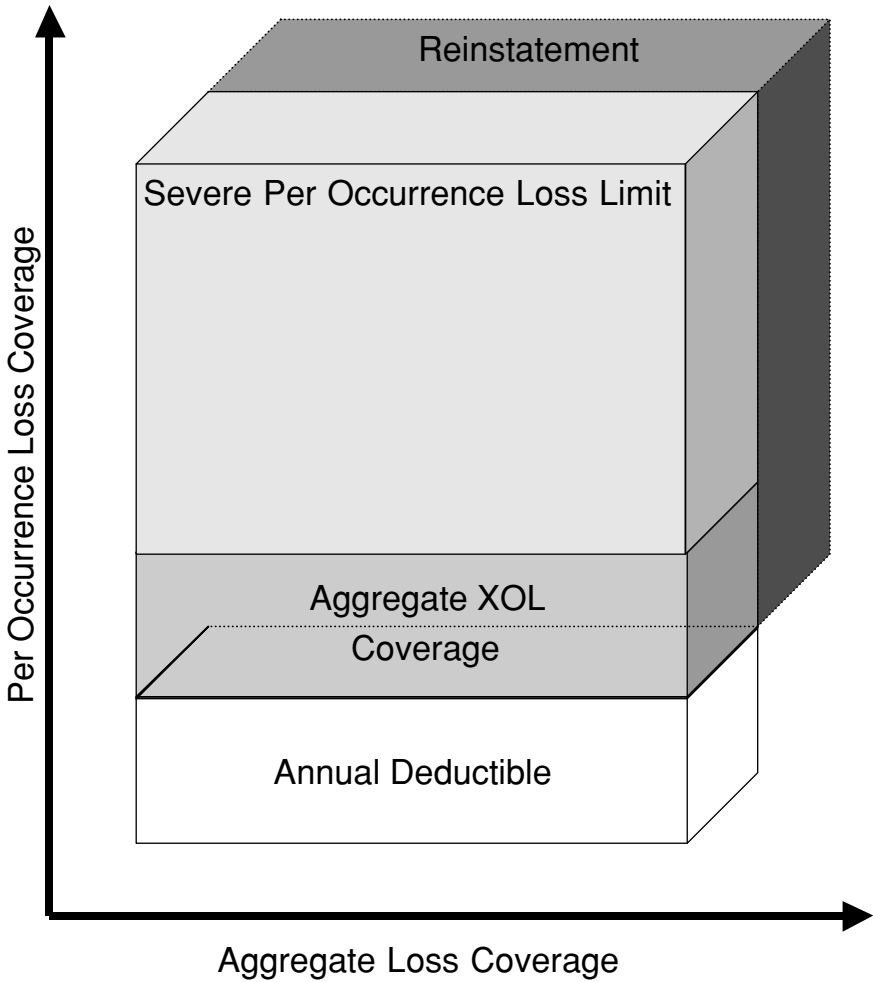 Reinstatement
Severe Per Occurrence Loss Limit
Per Occurrence Loss Coverage
Aggregate XOL
Coverage
Annual Deductible
Aggregate Loss Coverage